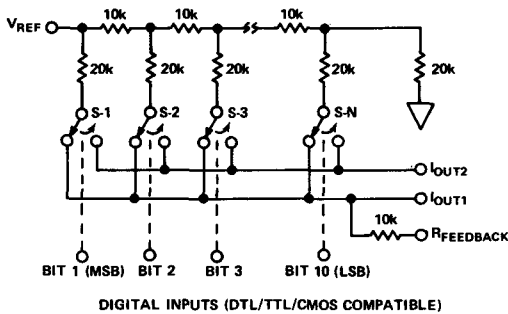 VREF
10k 10k 10k
20k 20k 20k 20k 20k
S-1 S-2 S-3 S-N
IOUT2
IOUT1
10k
RFEEDBACK
BIT 1 (MSB) BIT 2 BIT 3 BIT 10 (LSB)
DIGITAL INPUTS (DTL/TTL/CMOS COMPATIBLE)